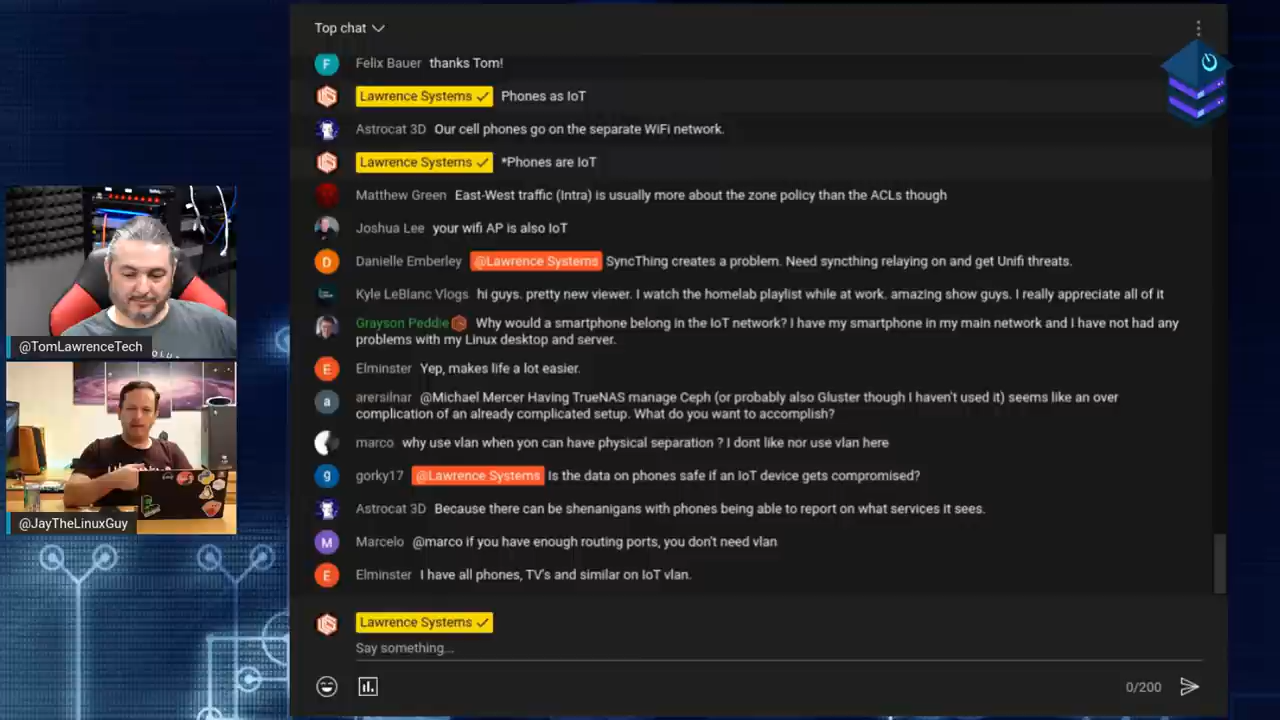 Top chat
F Felix Bauer thanks Tom!
Lawrence Systems Phones as IoT
Astrocat 3D Our cell phones go on the separate WiFi network.
Lawrence Systems *Phones are IoT
Matthew Green East-West traffic (Intra) is usually more about the zone policy than the ACLs though
Joshua Lee your wifi AP is also IoT
D Danielle Emberley @Lawrence Systems SyncThing creates a problem. Need syncthing relaying on and get Unifi threats.
Kyle LeBlanc Vlogs hi guys. pretty new viewer. I watch the homelab playlist while at work. amazing show guys. I really appreciate all of it
Grayson Peddie Why would a smartphone belong in the IoT network? I have my smartphone in my main network and I have not had any
problems with my Linux desktop and server.
E Elminster Yep, makes life a lot easier.
a arersilnar @Michael Mercer Having TrueNAS manage Ceph (or probably also Gluster though I haven't used it) seems like an over
complication of an already complicated setup. What do you want to accomplish?
marco why use vlan when yon can have physical separation ? I dont like nor use vlan here
g gorky17 @Lawrence Systems Is the data on phones safe if an IoT device gets compromised?
Astrocat 3D Because there can be shenanigans with phones being able to report on what services it sees.
M Marcelo @marco if you have enough routing ports, you don't need vlan
E Elminster I have all phones, TV's and similar on IoT vlan.
Lawrence Systems
Say something...
0/200
@TomLawrenceTech
@JayTheLinuxGuy